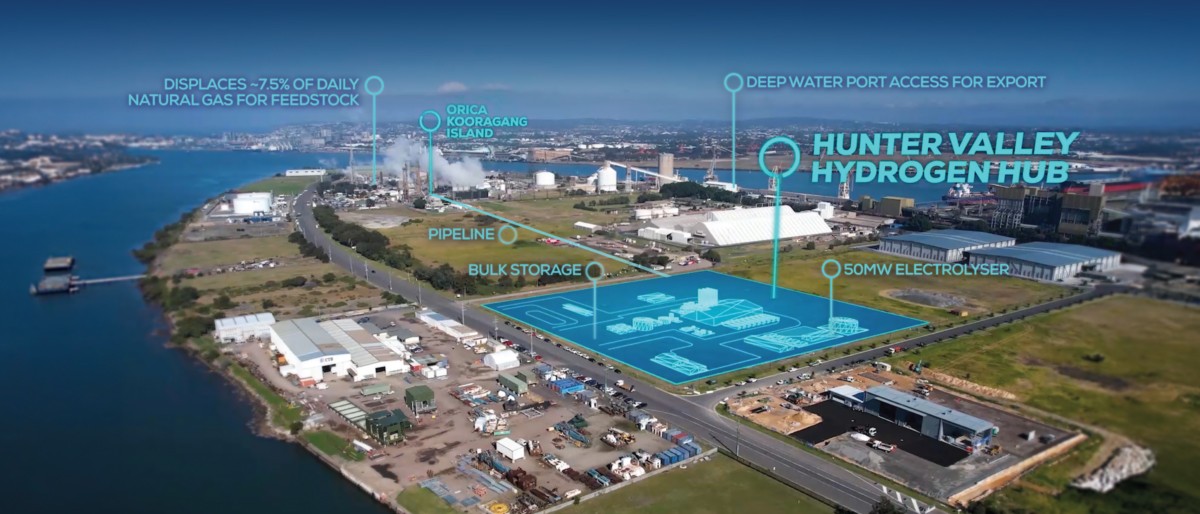 DISPLACES ~7.5% OF DAILY
NATURAL GAS FOR FEEDSTOCK
ORICA
KOORAGANG
ISLAND
DEEP WATER PORT ACCESS FOR EXPORT
HUNTER VALLEY
HYDROGEN HUB
PIPELINE
BULK STORAGE
50MW ELECTROLYSER